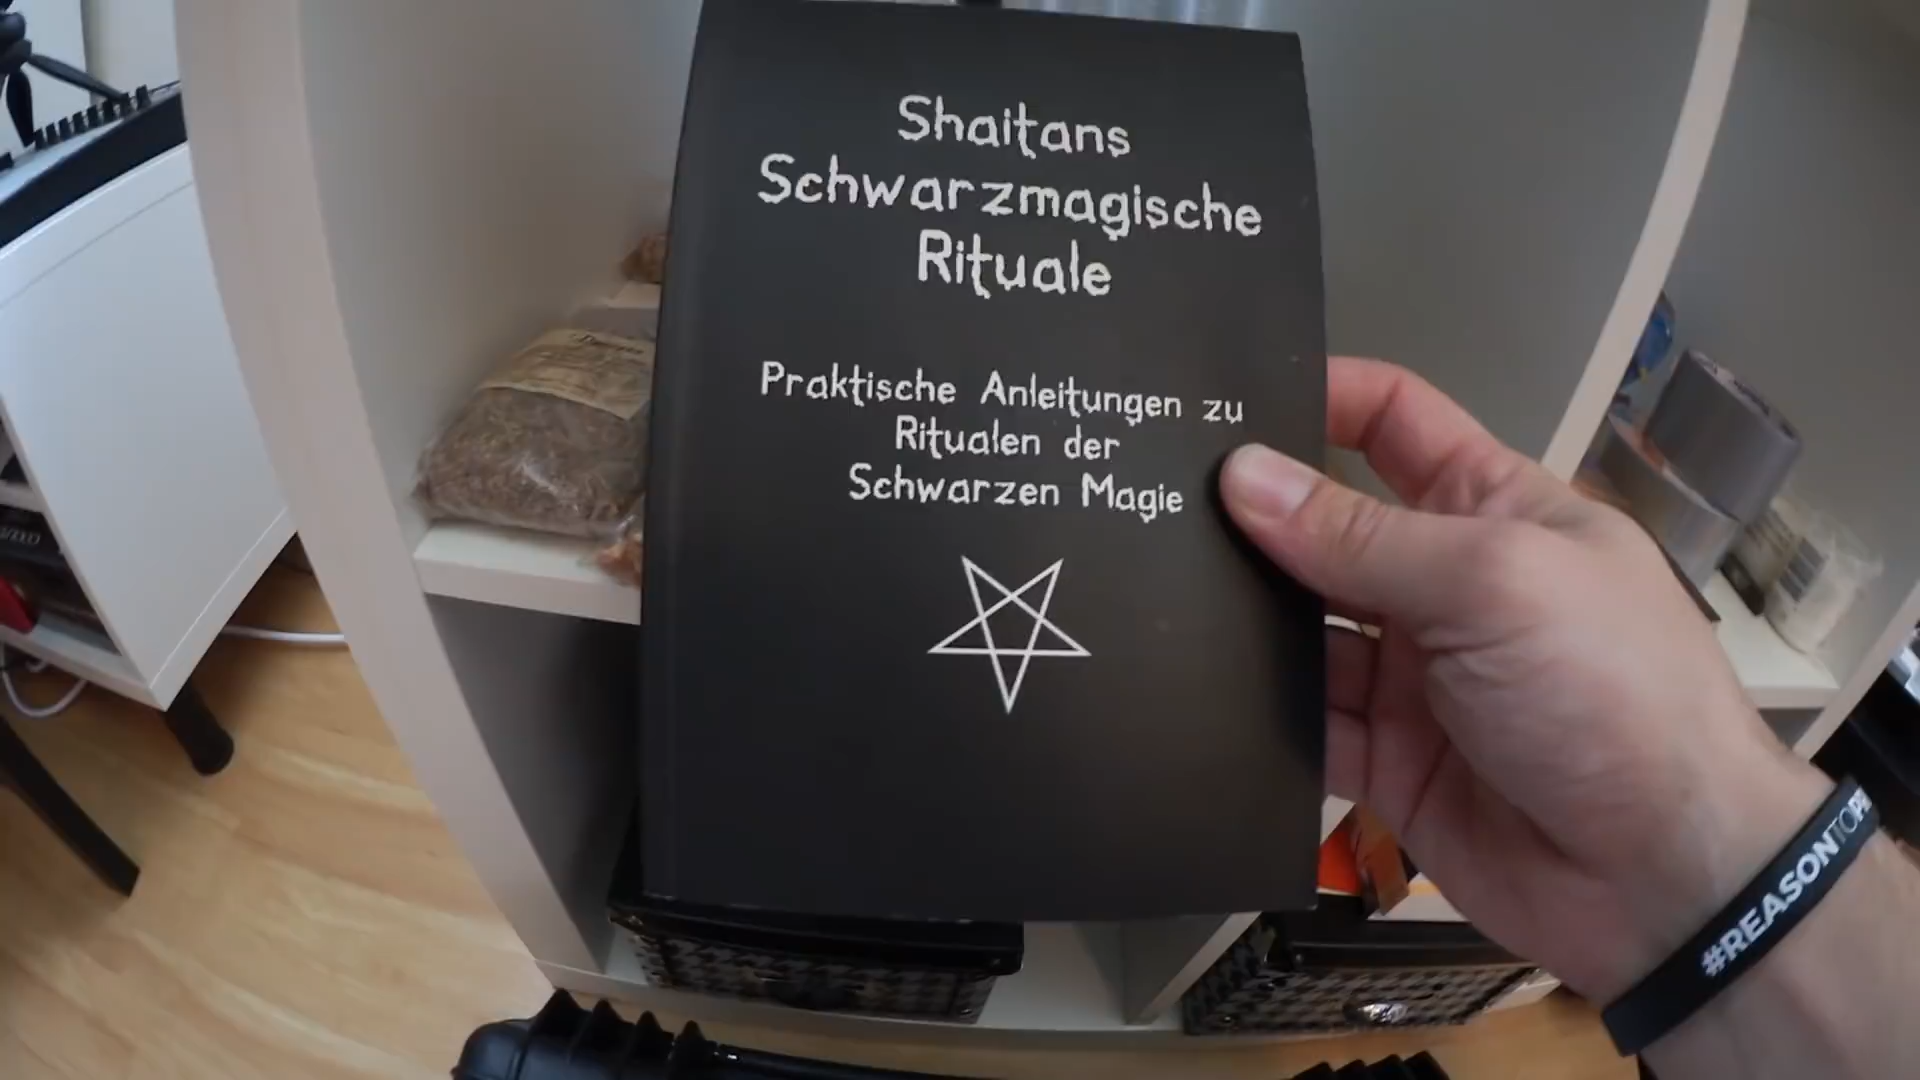 Shaitans
Schwarzmagische
Rituale
Praktische Anleitungen zu
Ritualen der
Schwarzen Magie
#REASONTOP